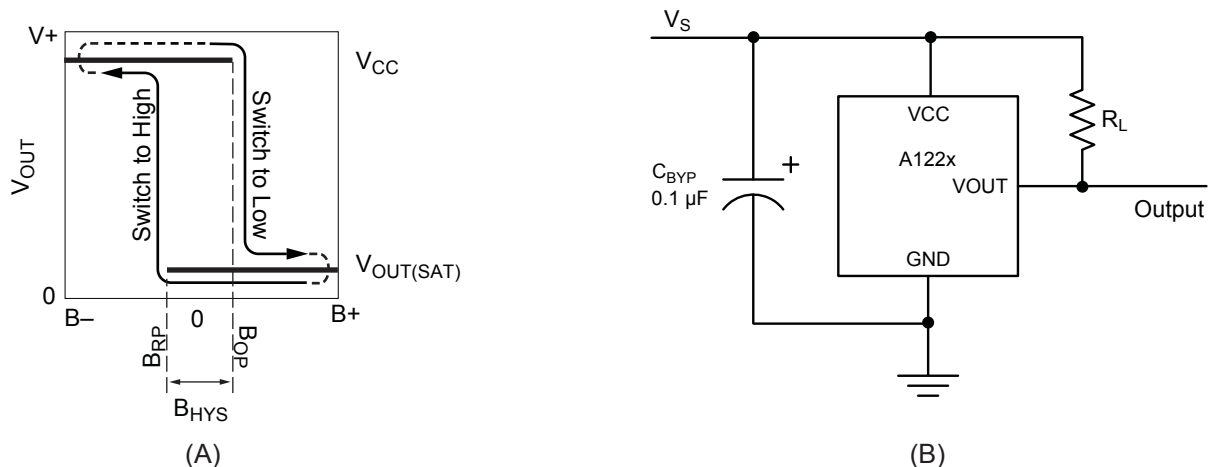 V+
VCC
VOUT
Switch to High
Switch to Low
VOUT(SAT)
0
B–
0
B+
BRP
BOP
BHYS
(A)
VS
VCC
A122x
VOUT
GND
CBYP
0.1 µF
+
RL
Output
(B)